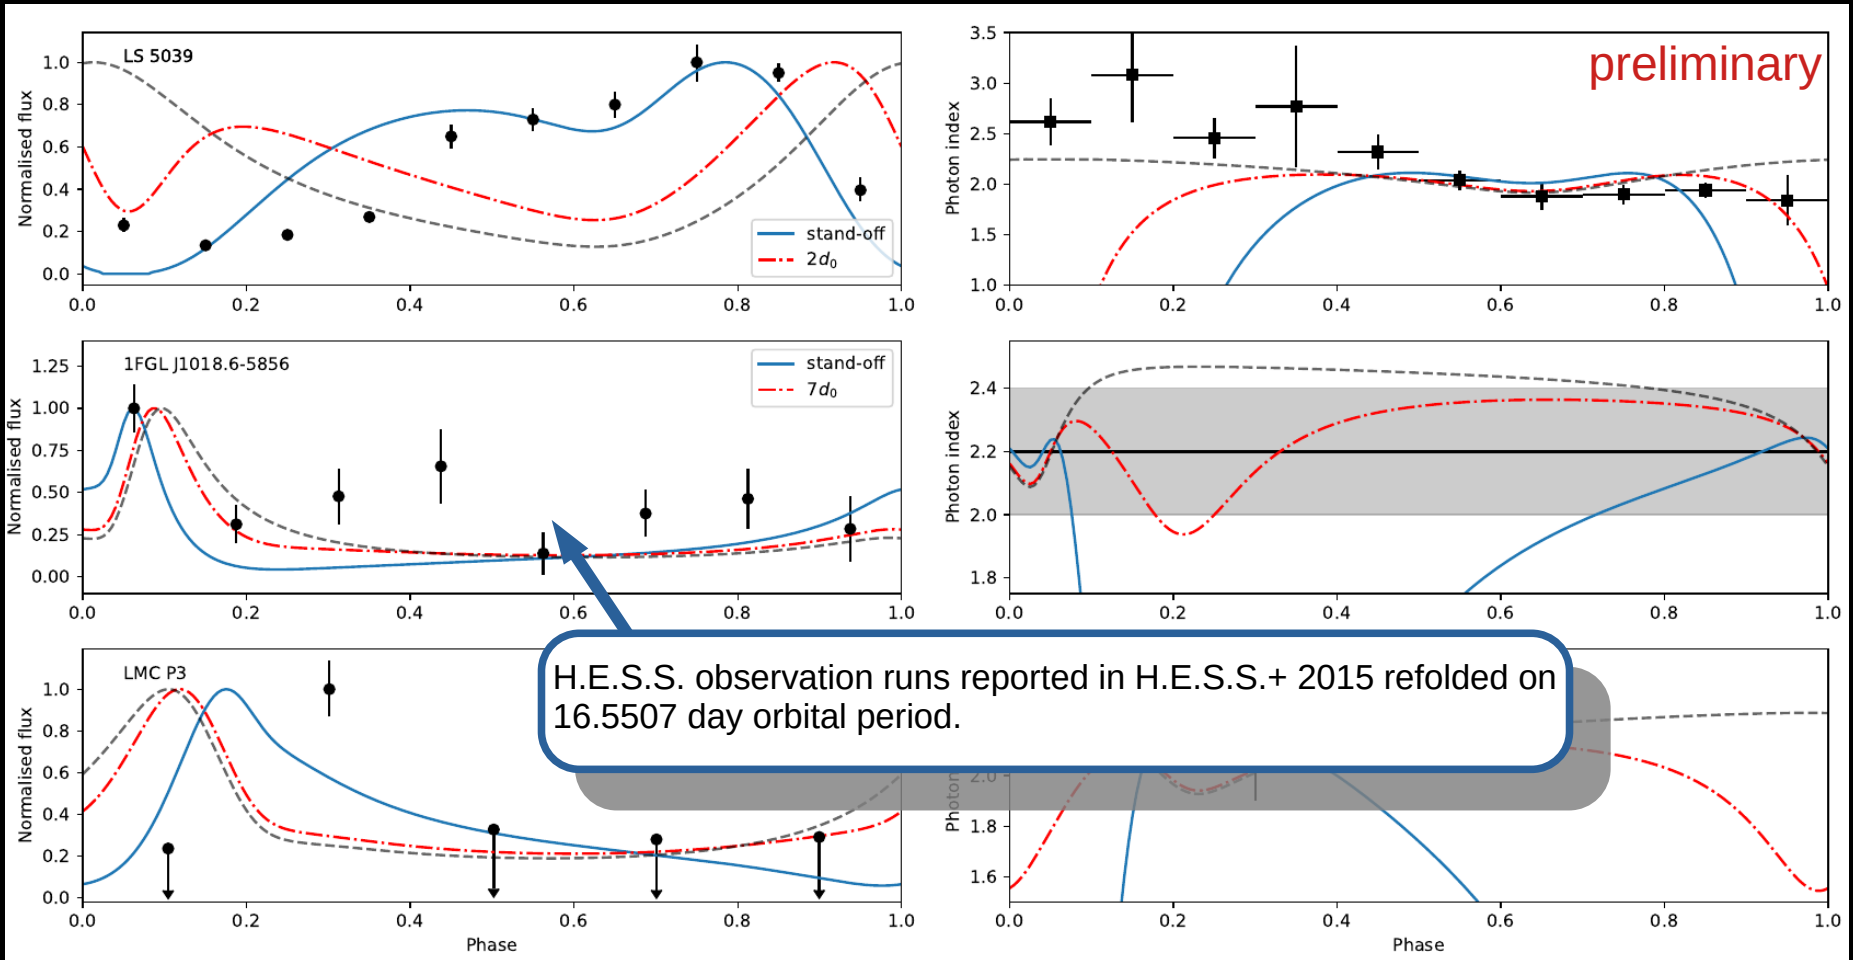 LS 5039
Normalised flux
1.0
0.8
0.6
0.4
0.2
0.0
0.0 0.2 0.4 0.6 0.8 1.0
stand-off
2d0
preliminary
Photon index
3.5
3.0
2.5
2.0
1.5
1.0
0.0 0.2 0.4 0.6 0.8 1.0
1FGL J1018.6-5856
Normalised flux
1.25
1.00
0.75
0.50
0.25
0.00
0.0 0.2 0.4 0.6 0.8 1.0
stand-off
7d0
Photon index
2.4
2.2
2.0
1.8
0.0 0.2 0.4 0.6 0.8 1.0
H.E.S.S. observation runs reported in H.E.S.S.+ 2015 refolded on
16.5507 day orbital period.
LMC P3
Normalised flux
1.0
0.8
0.6
0.4
0.2
0.0
0.0 0.2 0.4 0.6 0.8 1.0
Phase
Photon
2.0
1.8
1.6
0.0 0.2 0.4 0.6 0.8 1.0
Phase